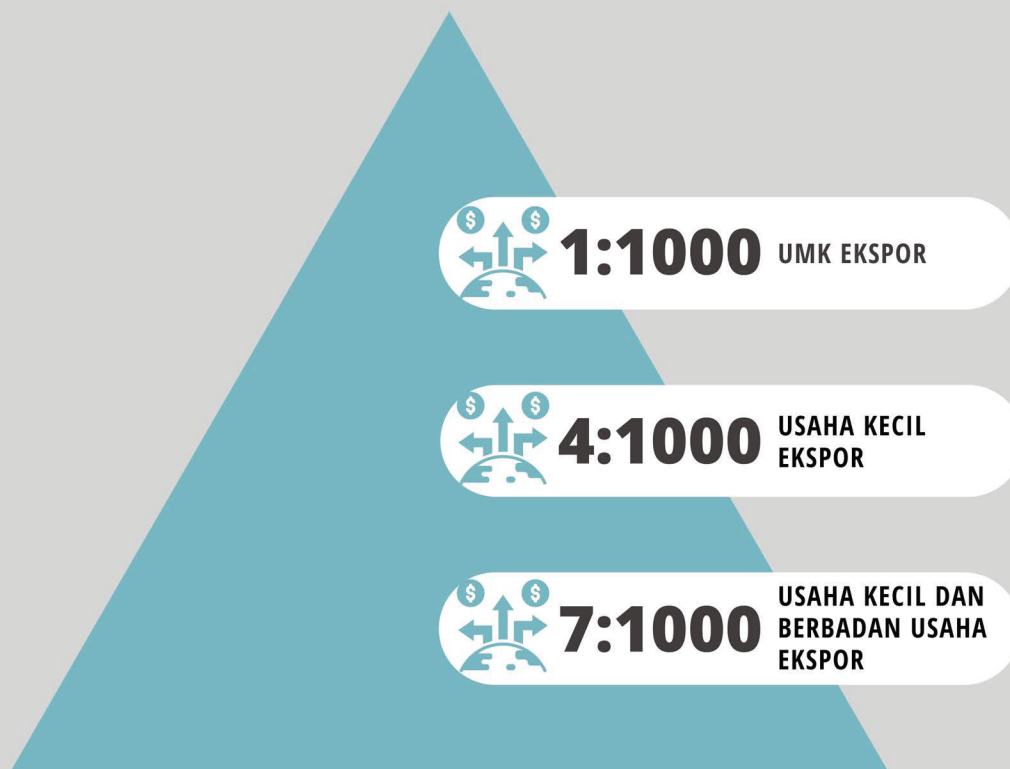 $ $
1:1000 UMK EKSPOR
$ $
4:1000 USAHA KECIL
EKSPOR
$ $
7:1000 USAHA KECIL DAN
BERBADAN USAHA
EKSPOR